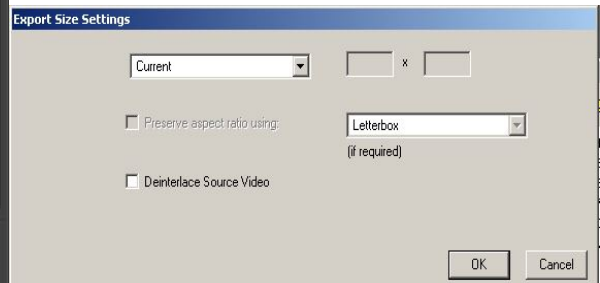 Export Size Settings
Current
x
Preserve aspect ratio using:
Letterbox
(if required)
Deinterlace Source Video
OK
Cancel